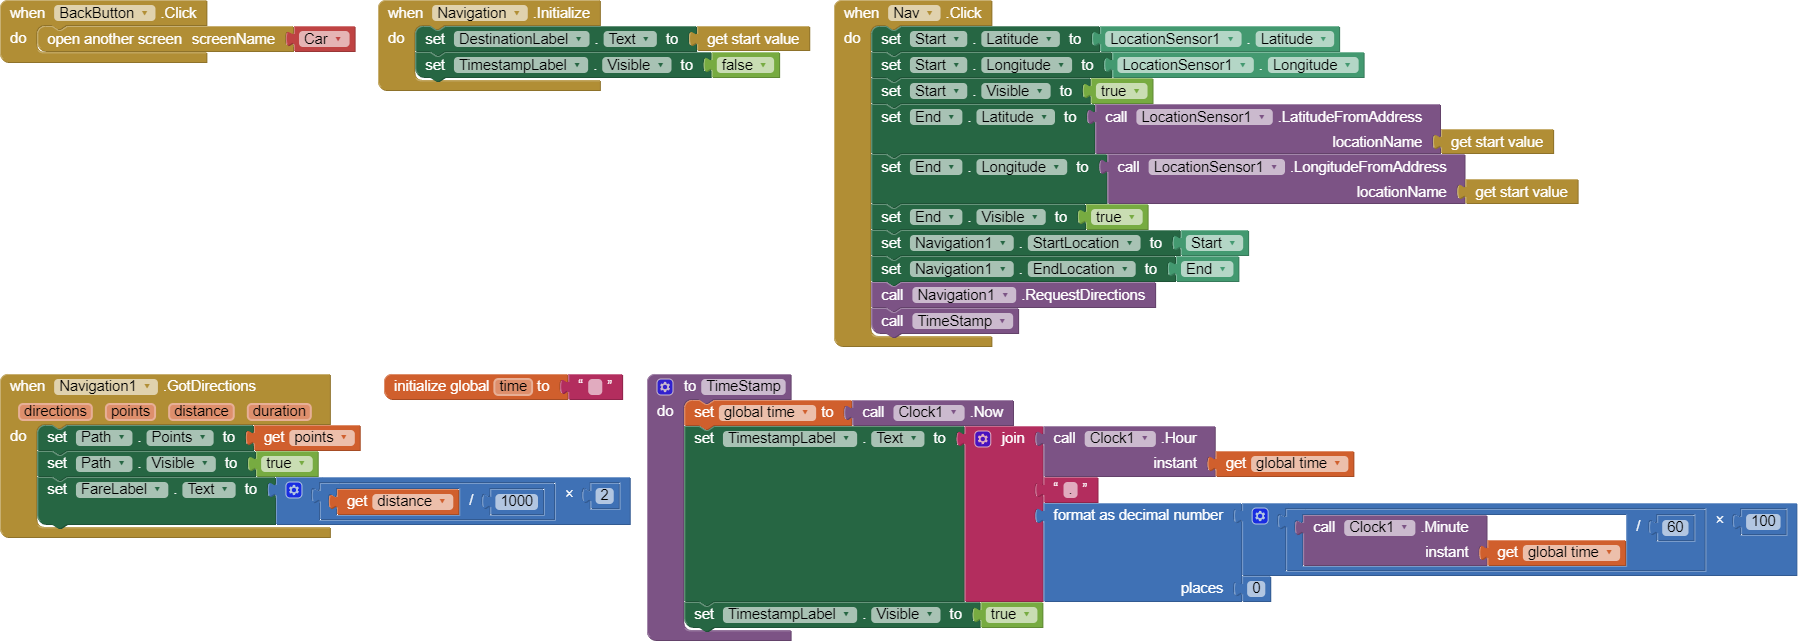 when BackButton .Click
do open another screen screenName Car
when Navigation .Initialize
do set DestinationLabel . Text to get start value
set TimestampLabel . Visible to false
when Nav .Click
do set Start . Latitude to LocationSensor1 . Latitude
set Start . Longitude to LocationSensor1 . Longitude
set Start . Visible to true
set End . Latitude to call LocationSensor1 .LatitudeFromAddress
locationName get start value
set End . Longitude to call LocationSensor1 .LongitudeFromAddress
locationName get start value
set End . Visible to true
set Navigation1 . StartLocation to Start
set Navigation1 . EndLocation to End
call Navigation1 .RequestDirections
call TimeStamp
when Navigation1 .GotDirections
directions points distance duration
do set Path . Points to get points
set Path . Visible to true
set FareLabel . Text to get distance / 1000 × 2
initialize global time to “ ”
to TimeStamp
do set global time to call Clock1 .Now
set TimestampLabel . Text to join call Clock1 .Hour
instant get global time
“ . ”
format as decimal number call Clock1 .Minute / 60 × 100
instant get global time
places 0
set TimestampLabel . Visible to true